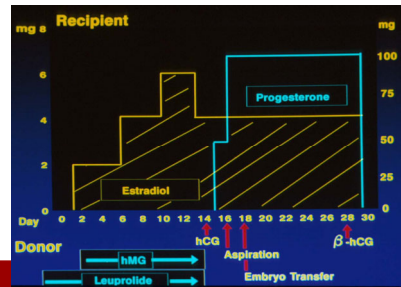 Recipient
mg 8
mg
6
4
2
0
100
75
50
25
0
Progesterone
Estradiol
Day 0 2 4 6 8 10 12 14 16 18 20 22 24 26 28 30
Donor
hCG
Aspiration
β-hCG
hMG
Embryo Transfer
Leuprolide